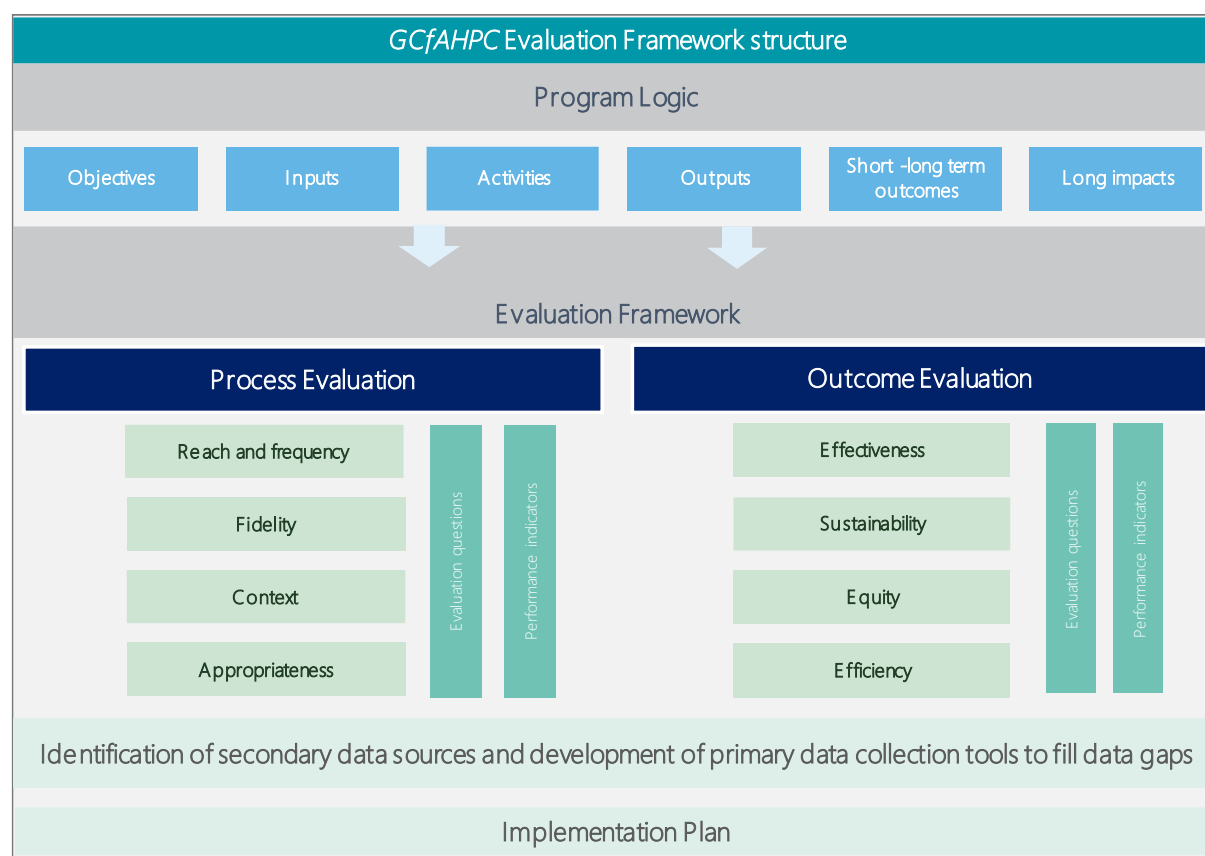 GCfAHPC Evaluation Framework structure
Program Logic
Objectives
Inputs
Activities
Outputs
Short -long term
outcomes
Long impacts
Evaluation Framework
Process Evaluation
Reach and frequency
Fidelity
Context
Appropriateness
Evaluation questions
Performance indicators
Outcome Evaluation
Effectiveness
Sustainability
Equity
Efficiency
Evaluation questions
Performance indicators
Identification of secondary data sources and development of primary data collection tools to fill data gaps
Implementation Plan